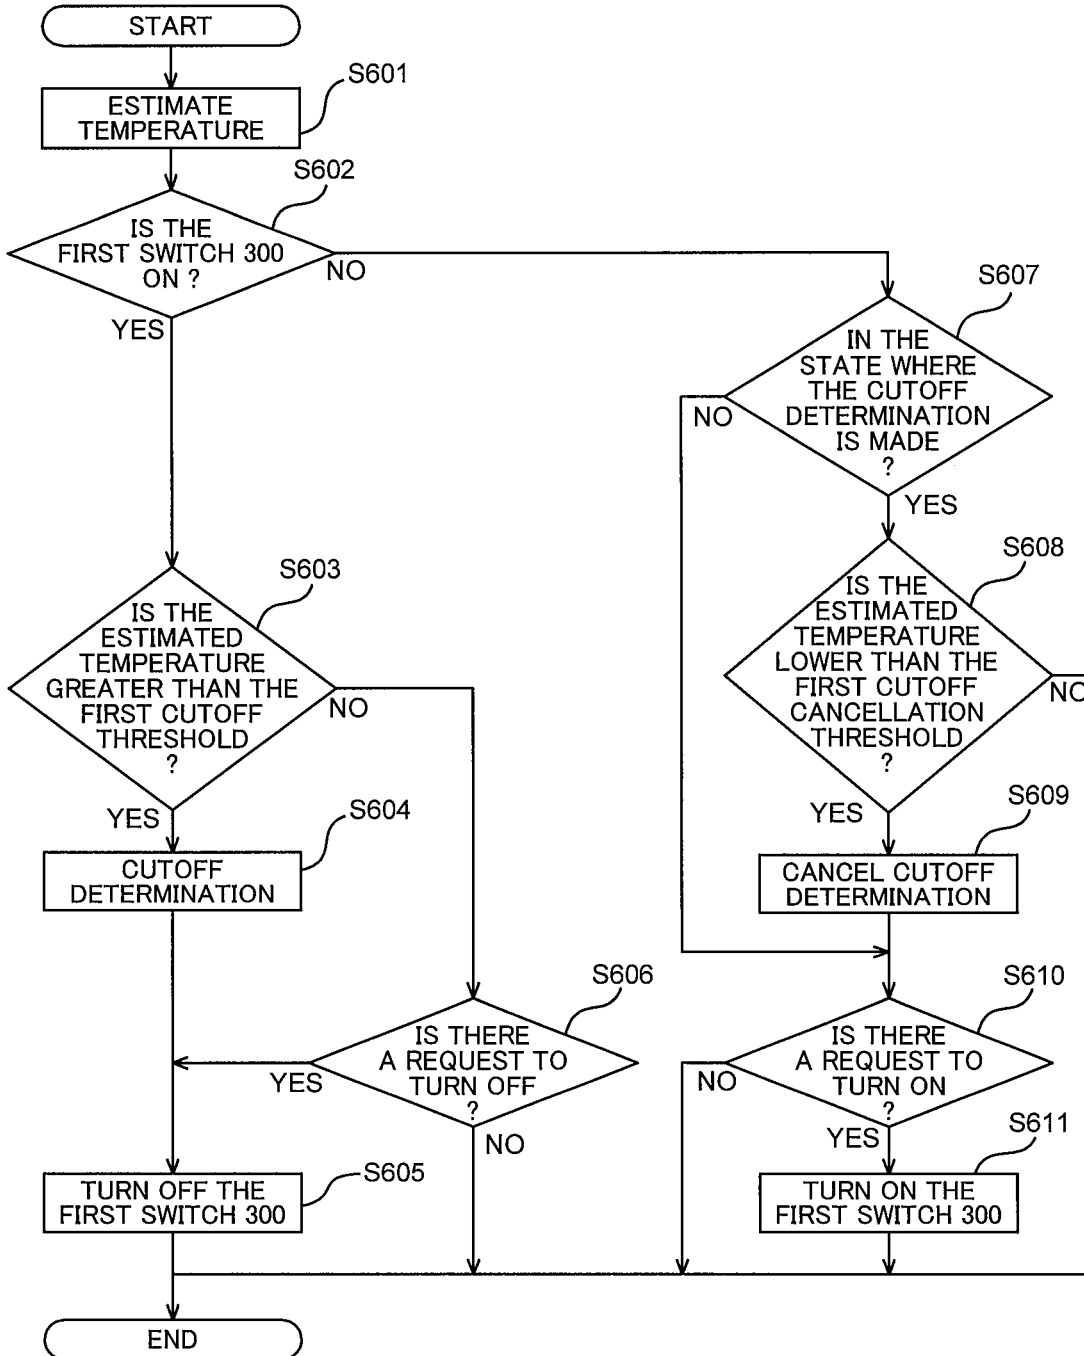 START
S601
ESTIMATE
TEMPERATURE
S602
IS THE
FIRST SWITCH 300
ON ?
NO
YES
S607
IN THE
STATE WHERE
THE CUTOFF
DETERMINATION
IS MADE
?
NO
YES
S603
IS THE
ESTIMATED
TEMPERATURE
GREATER THAN THE
FIRST CUTOFF
THRESHOLD
?
NO
YES
S608
IS THE
ESTIMATED
TEMPERATURE
LOWER THAN THE
FIRST CUTOFF
CANCELLATION
THRESHOLD
?
NO
YES
S604
CUTOFF
DETERMINATION
S609
CANCEL CUTOFF
DETERMINATION
S606
IS THERE
A REQUEST TO
TURN OFF
?
YES
NO
S610
IS THERE
A REQUEST TO
TURN ON
?
NO
YES
S605
TURN OFF THE
FIRST SWITCH 300
S611
TURN ON THE
FIRST SWITCH 300
END